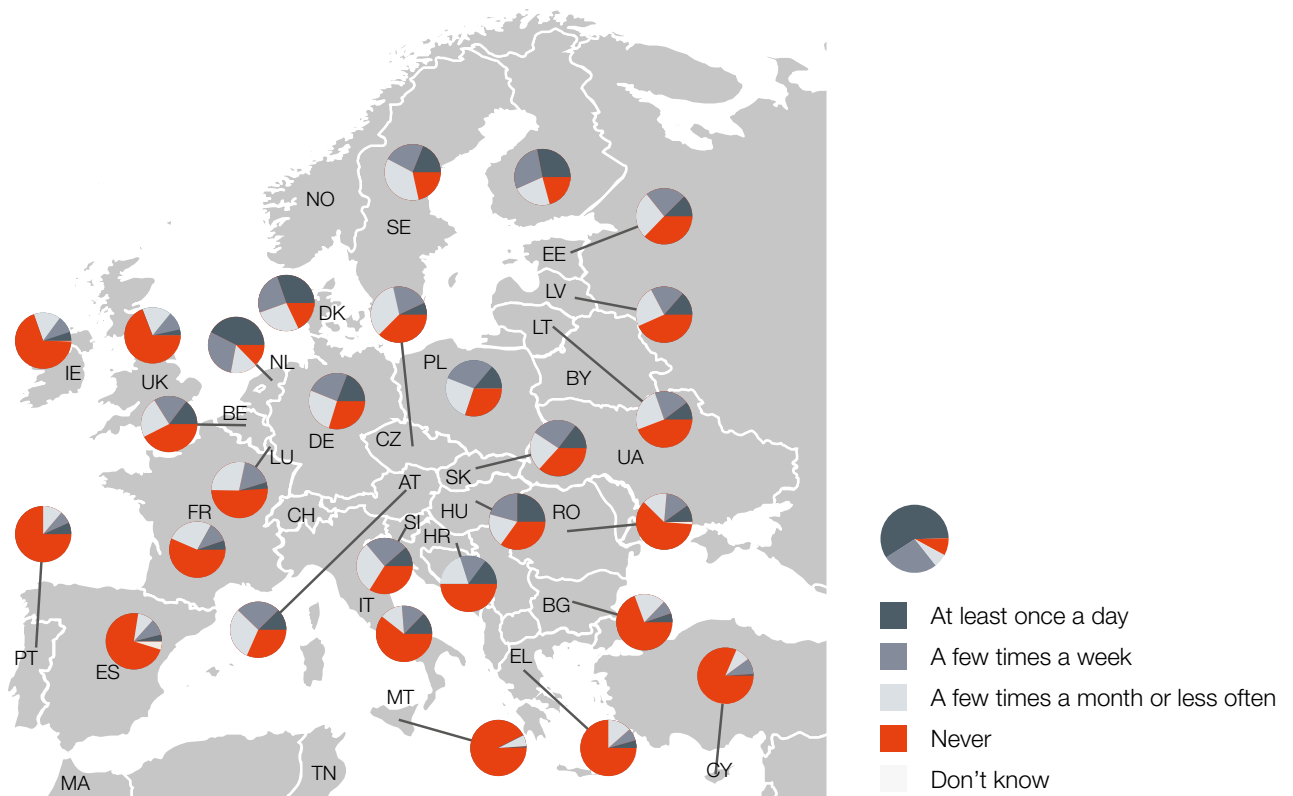 NO
SE
EE
LV
LT
DK
IE
UK
NL
PL
BY
BE
DE
CZ
LU
UA
SK
AT
FR
CH
HU
RO
SI
HR
IT
BG
PT
ES
EL
MT
CY
MA
TN
At least once a day
A few times a week
A few times a month or less often
Never
Don't know